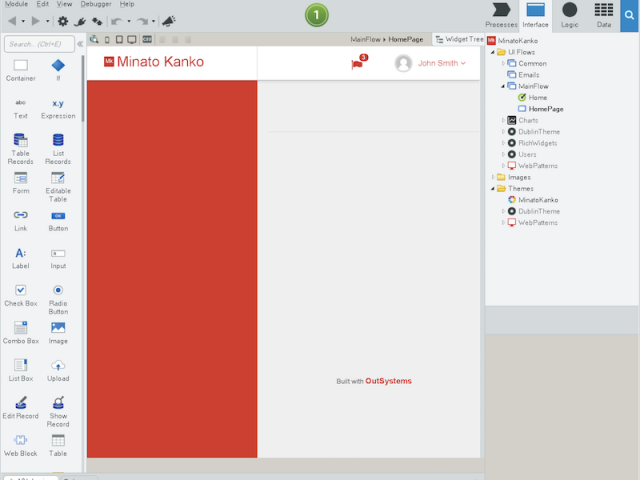 Module Edit View Debugger Help
1
Processes Interface Logic Data
Search... (Ctrl+E)
MainFlow ▸ HomePage
Widget Tree
MK Minato Kanko
3
John Smith
Container
If
abc
x.y
Text
Expression
Table Records
List Records
Form
Editable Table
Link
OK
Button
A:
Label
Input
Check Box
Radio Button
Combo Box
Image
List Box
Upload
Edit Record
Show Record
Web Block
Table
Built with OutSystems
MinatoKanko
UI Flows
Common
Emails
MainFlow
Home
HomePage
Charts
DublinTheme
RichWidgets
Users
WebPatterns
Images
Themes
MinatoKanko
DublinTheme
WebPatterns